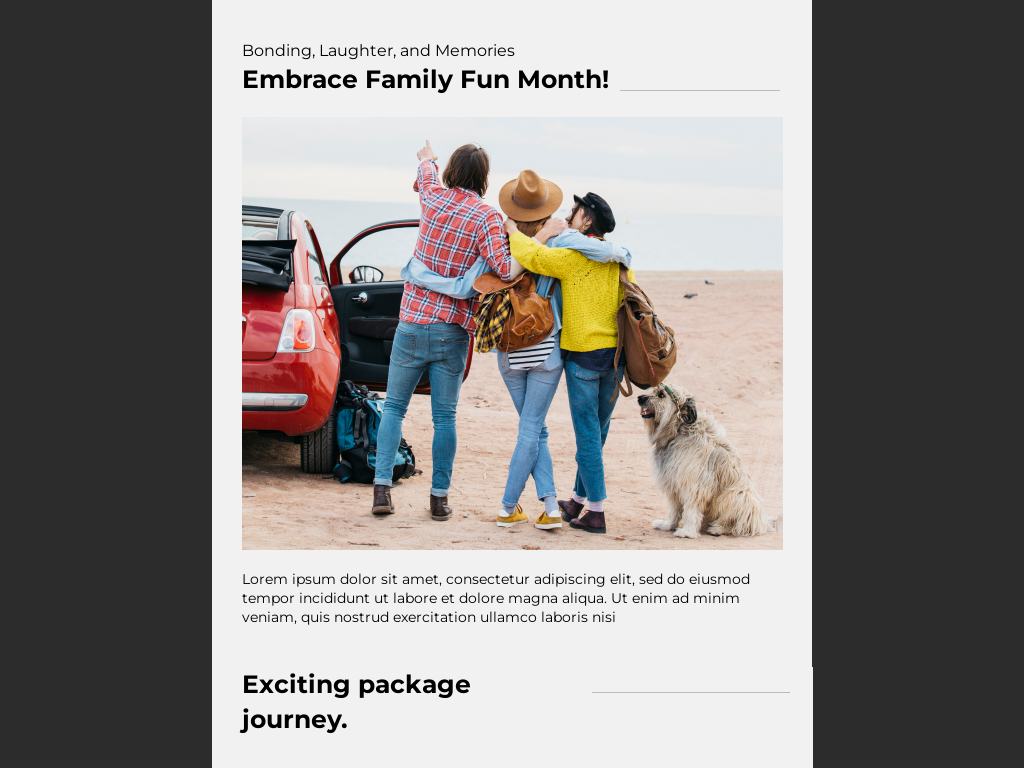 Bonding, Laughter, and Memories
Embrace Family Fun Month!
Lorem ipsum dolor sit amet, consectetur adipiscing elit, sed do eiusmod
tempor incididunt ut labore et dolore magna aliqua. Ut enim ad minim
veniam, quis nostrud exercitation ullamco laboris nisi
Exciting package
journey.